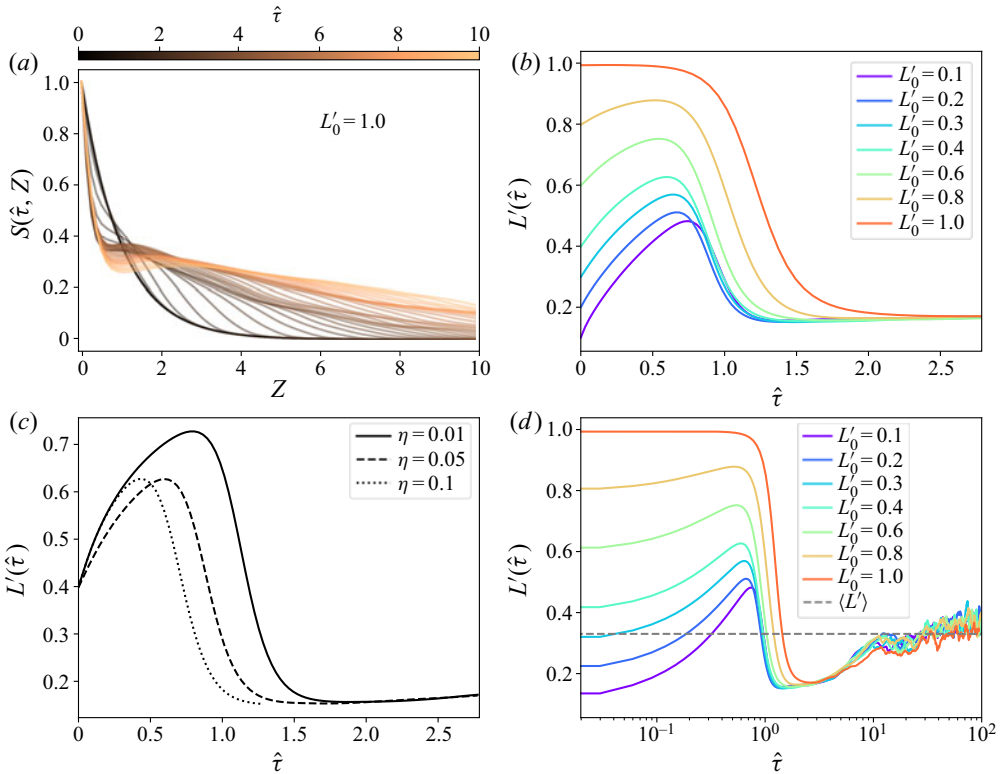 τ̂
0 2 4 6 8 10
(a)
1.0
0.8
0.6
0.4
0.2
0
S(τ̂, Z)
L′₀ = 1.0
0 2 4 6 8 10
Z
(b)
1.0
0.8
0.6
0.4
0.2
L′(τ̂)
L′₀ = 0.1
L′₀ = 0.2
L′₀ = 0.3
L′₀ = 0.4
L′₀ = 0.6
L′₀ = 0.8
L′₀ = 1.0
0 0.5 1.0 1.5 2.0 2.5
τ̂
(c)
0.7
0.6
0.5
0.4
0.3
0.2
L′(τ̂)
η = 0.01
η = 0.05
η = 0.1
0 0.5 1.0 1.5 2.0 2.5
τ̂
(d)
1.0
0.8
0.6
0.4
0.2
L′(τ̂)
L′₀ = 0.1
L′₀ = 0.2
L′₀ = 0.3
L′₀ = 0.4
L′₀ = 0.6
L′₀ = 0.8
L′₀ = 1.0
⟨L′⟩
10⁻¹ 10⁰ 10¹ 10²
τ̂